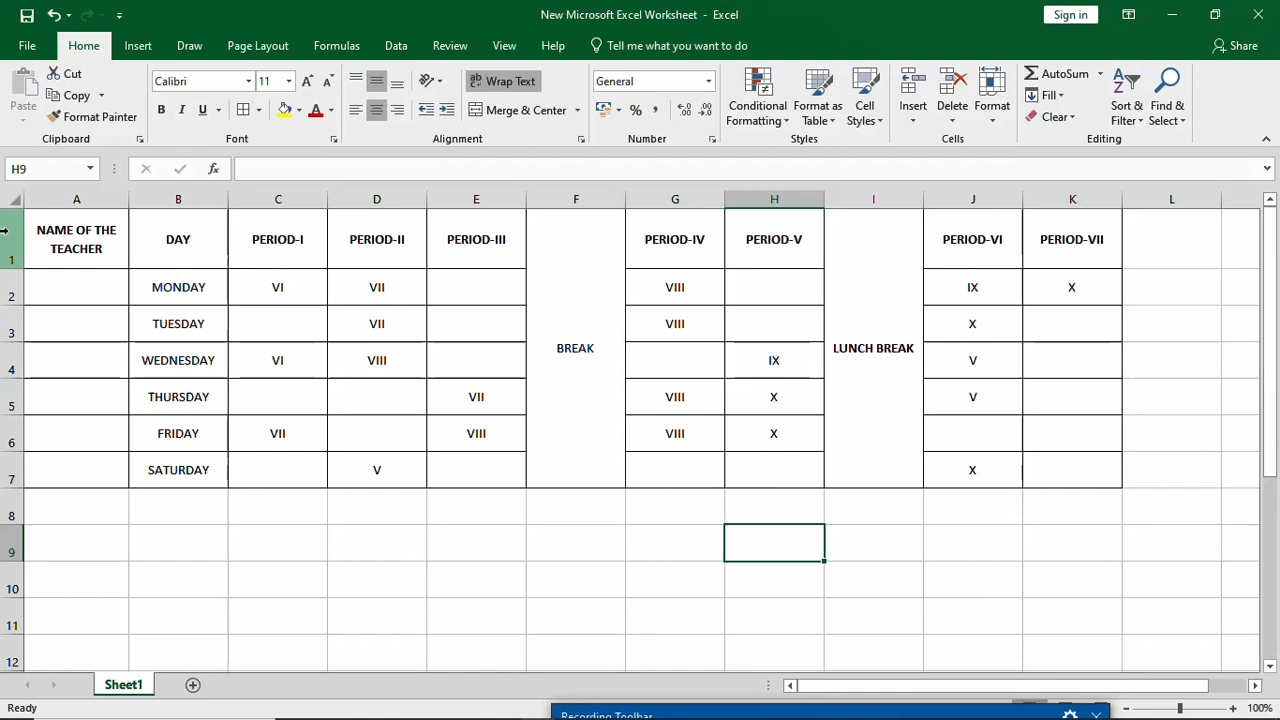 New Microsoft Excel Worksheet - Excel
Sign in
File Home Insert Draw Page Layout Formulas Data Review View Help Tell me what you want to do Share
Paste
Cut
Copy
Format Painter
Clipboard
Calibri 11
B I U A
Font
ab Wrap Text
Merge & Center
Alignment
General
% ,
Number
Conditional Formatting
Format as Table
Cell Styles
Styles
Insert
Delete
Format
Cells
AutoSum
Fill
Clear
Sort & Filter
Find & Select
Editing
H9 fx
A B C D E F G H I J K L
1 NAME OF THE TEACHER DAY PERIOD-I PERIOD-II PERIOD-III PERIOD-IV PERIOD-V PERIOD-VI PERIOD-VII
2 MONDAY VI VII VIII IX X
3 TUESDAY VII VIII X
BREAK LUNCH BREAK
4 WEDNESDAY VI VIII IX V
5 THURSDAY VII VIII X V
6 FRIDAY VII VIII VIII X
7 SATURDAY V X
8
9
10
11
12
Sheet1
Ready
Recording Toolbar
100%